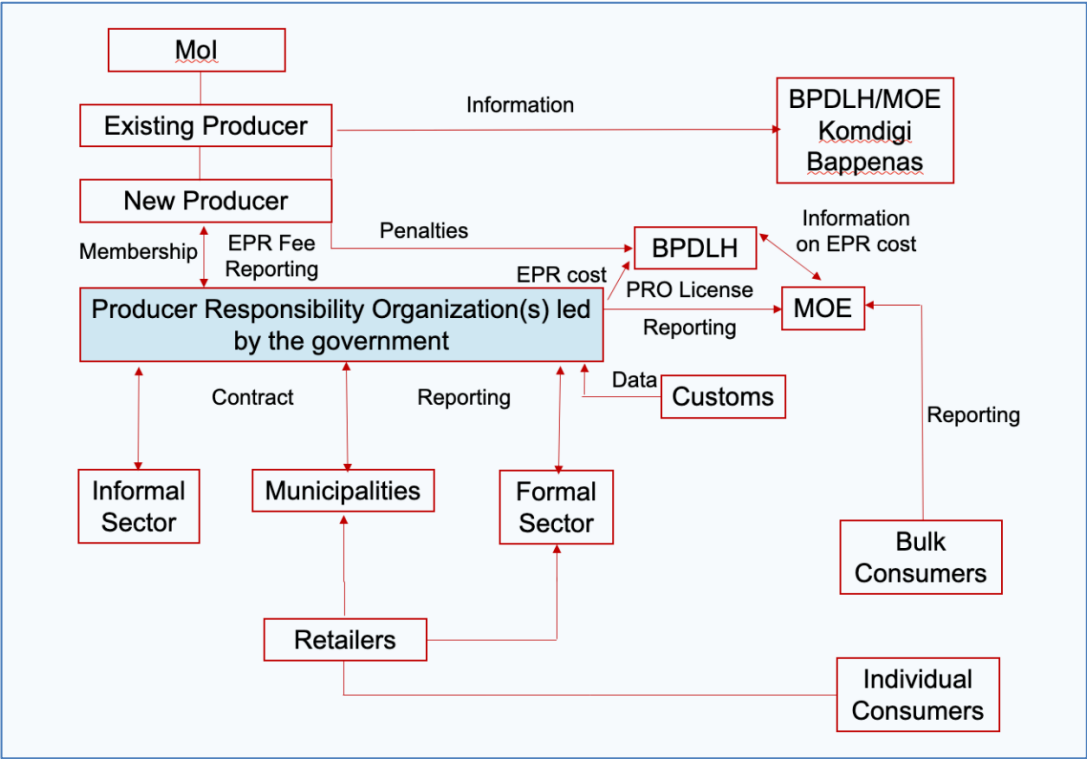 MoI
Existing Producer
Information
BPDLH/MOE
Komdigi
Bappenas
New Producer
Membership
EPR Fee
Reporting
Penalties
BPDLH
Information
on EPR cost
EPR cost
PRO License
Reporting
MOE
Producer Responsibility Organization(s) led
by the government
Contract
Reporting
Data
Customs
Reporting
Informal
Sector
Municipalities
Formal
Sector
Bulk
Consumers
Retailers
Individual
Consumers